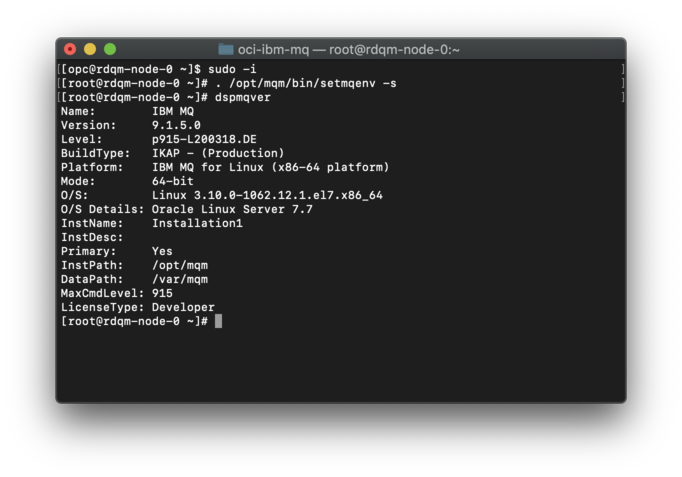 oci-ibm-mq — root@rdqm-node-0:~
[[opc@rdqm-node-0 ~]$ sudo -i ]
[[root@rdqm-node-0 ~]# . /opt/mqm/bin/setmqenv -s ]
[[root@rdqm-node-0 ~]# dspmqver ]
Name: IBM MQ
Version: 9.1.5.0
Level: p915-L200318.DE
BuildType: IKAP - (Production)
Platform: IBM MQ for Linux (x86-64 platform)
Mode: 64-bit
O/S: Linux 3.10.0-1062.12.1.el7.x86_64
O/S Details: Oracle Linux Server 7.7
InstName: Installation1
InstDesc:
Primary: Yes
InstPath: /opt/mqm
DataPath: /var/mqm
MaxCmdLevel: 915
LicenseType: Developer
[root@rdqm-node-0 ~]#